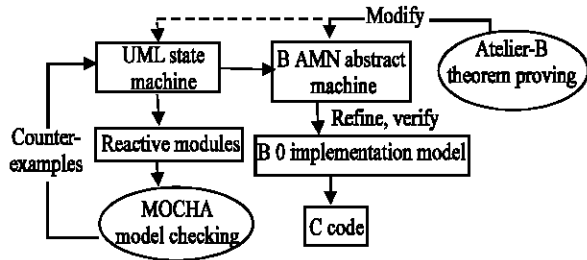 Modify
UML state
machine
B AMN abstract
machine
Atelier-B
theorem proving
Counter-
examples
Reactive modules
Refine, verify
B 0 implementation model
MOCHA
model checking
C code